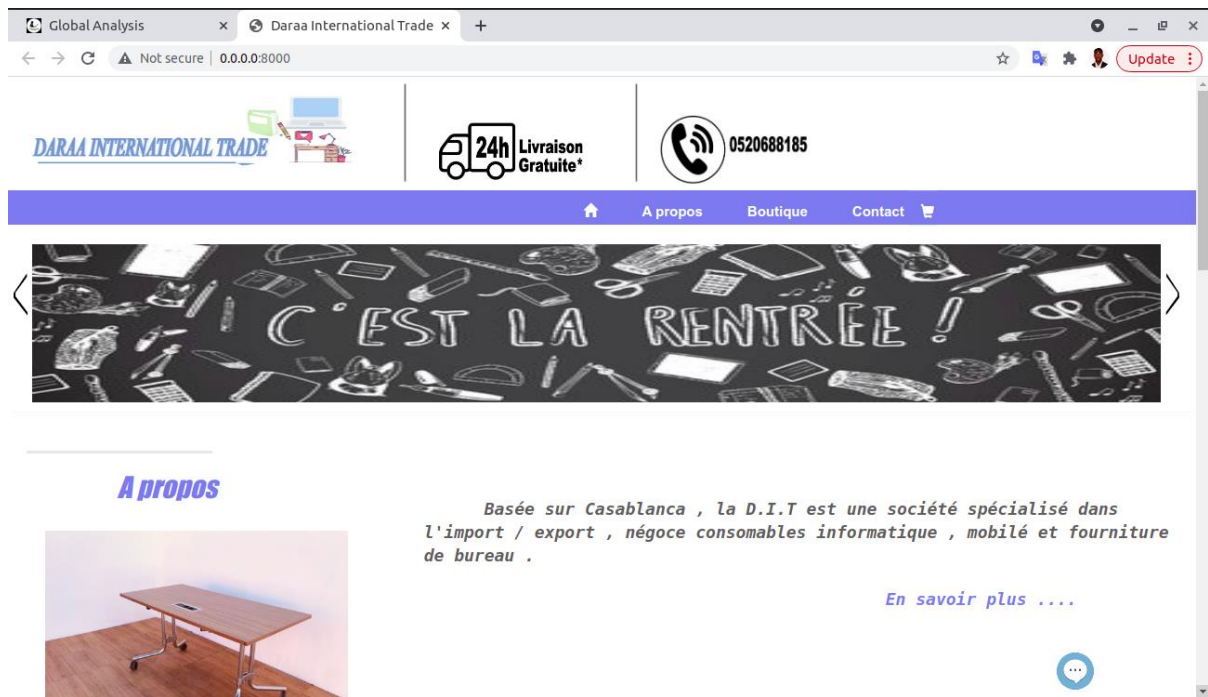 Global Analysis
Daraa International Trade
Not secure | 0.0.0.0:8000
Update
DARAA INTERNATIONAL TRADE
24h Livraison
Gratuite*
0520688185
A propos Boutique Contact
C'EST LA RENTRÉE !
A propos
Basée sur Casablanca , la D.I.T est une société spécialisé dans
l'import / export , négoce consomables informatique , mobilé et fourniture
de bureau .
En savoir plus ....